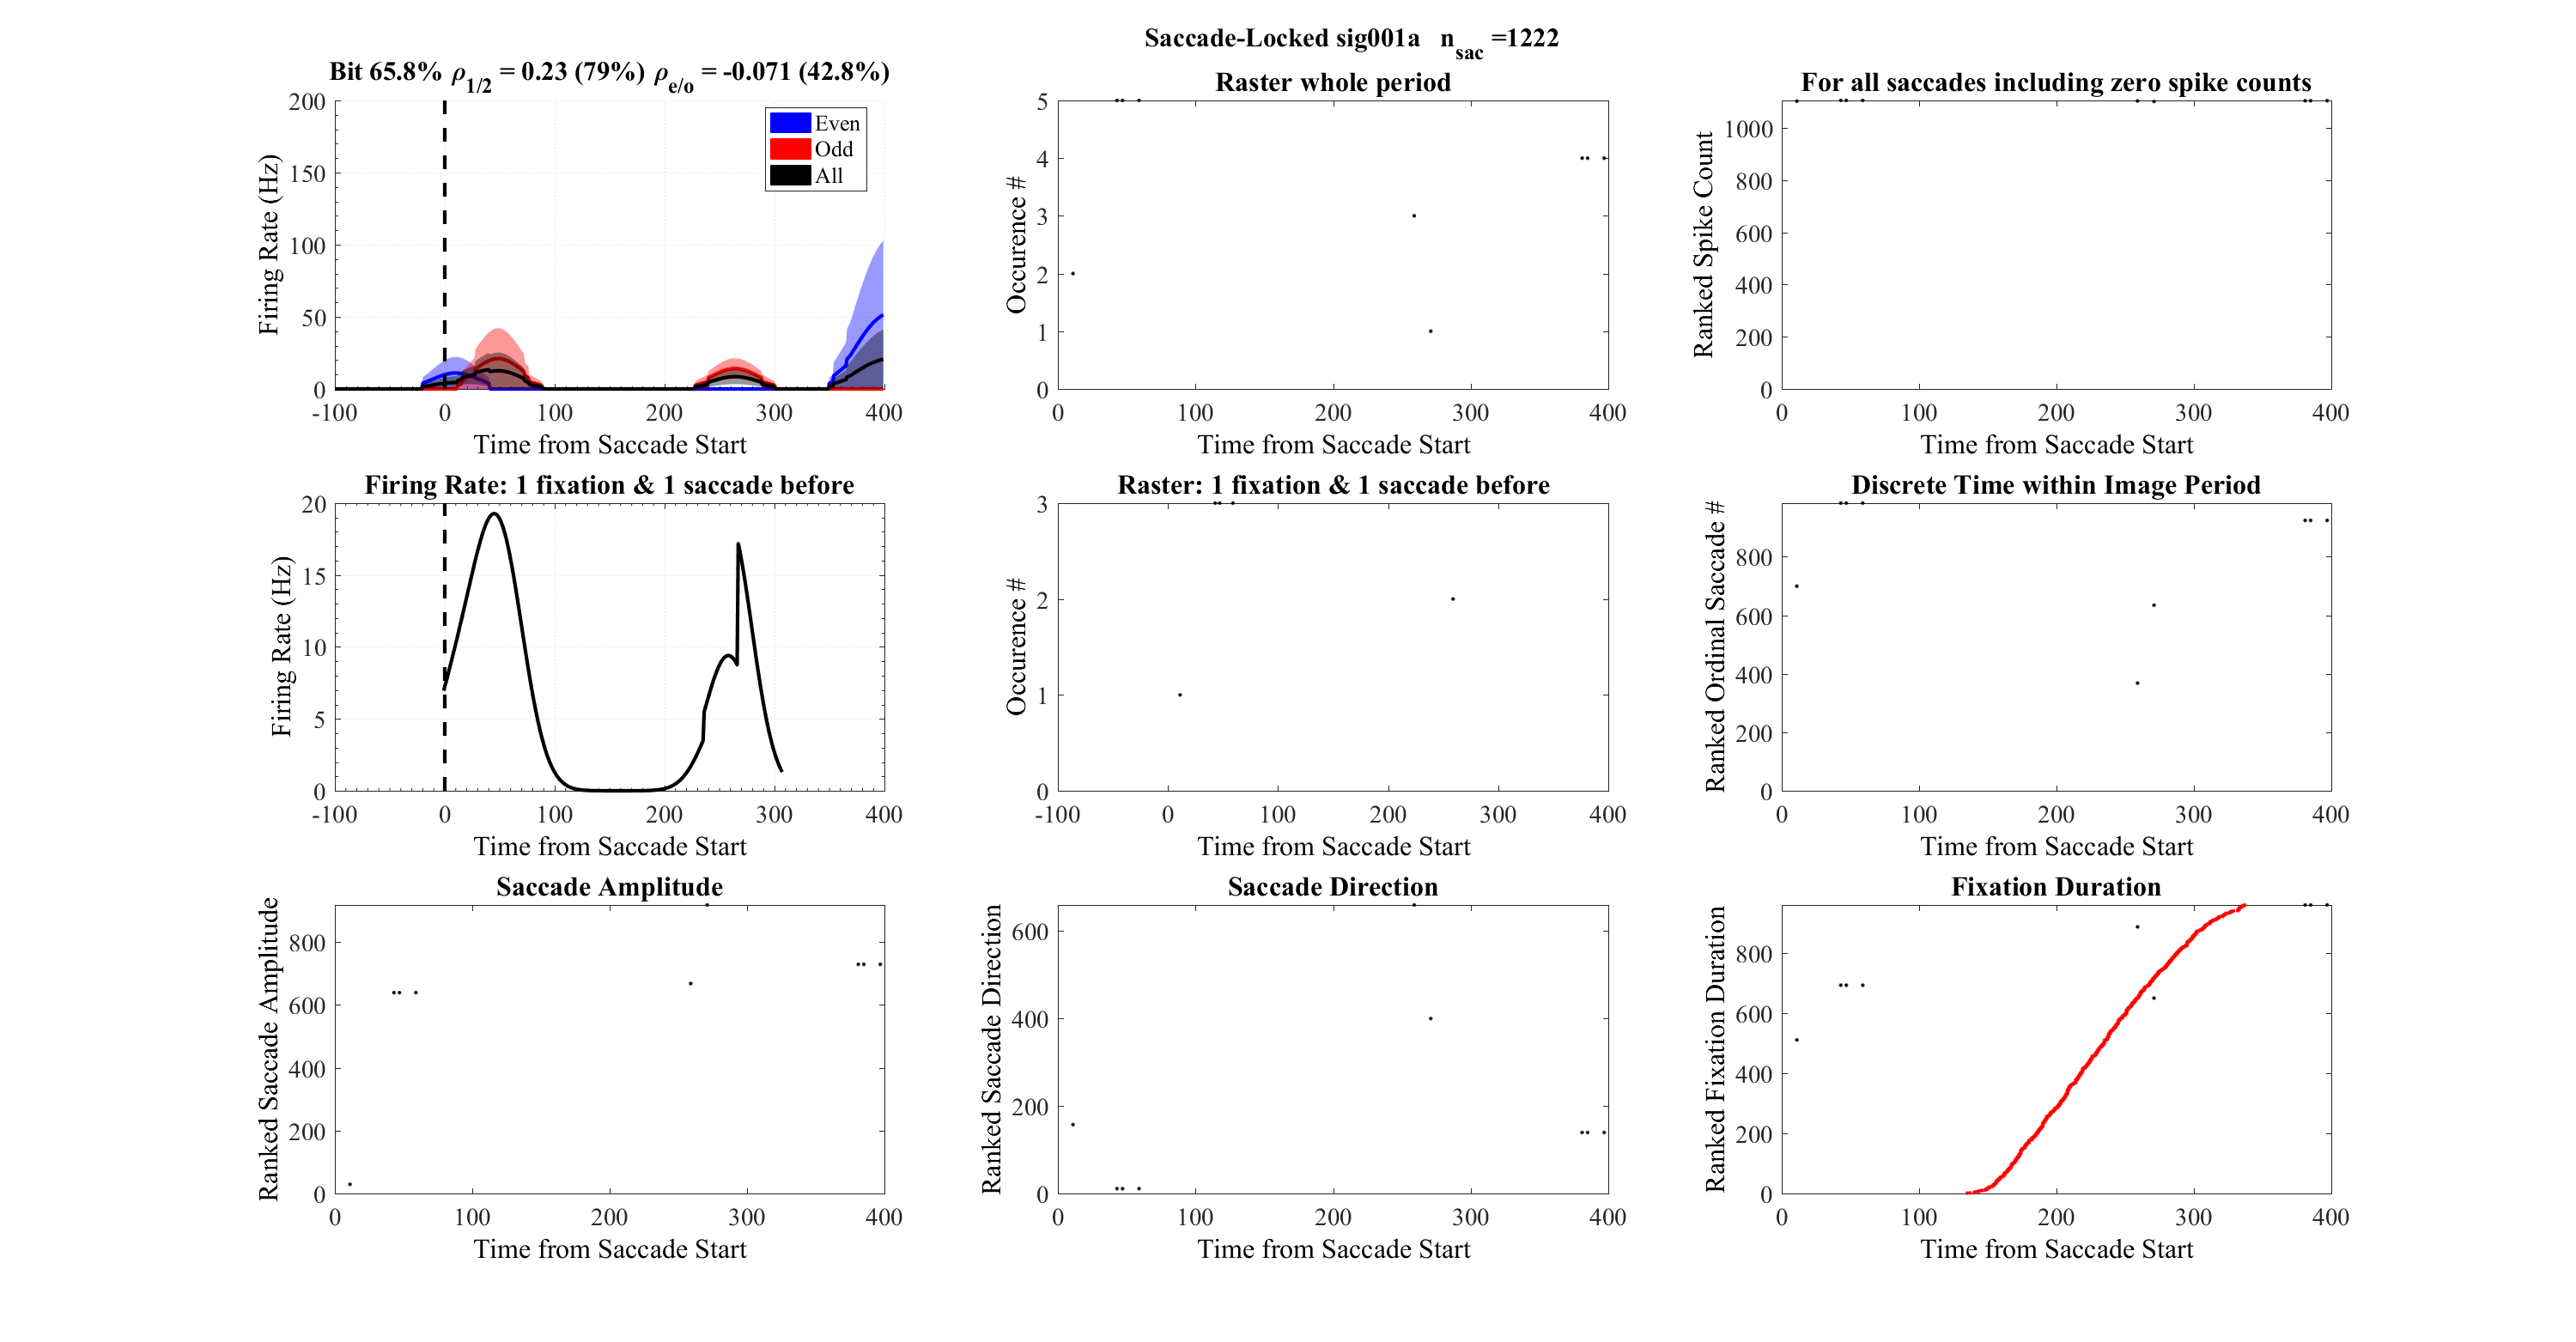 Saccade-Locked sig001a n_sac =1222
Bit 65.8% ρ_1/2 = 0.23 (79%) ρ_e/o = -0.071 (42.8%)
200
150
100
50
0
-100 0 100 200 300 400
Firing Rate (Hz)
Time from Saccade Start
Even
Odd
All
Raster whole period
5
4
3
2
1
0
0 100 200 300 400
Occurence #
Time from Saccade Start
For all saccades including zero spike counts
1000
800
600
400
200
0
0 100 200 300 400
Ranked Spike Count
Time from Saccade Start
Firing Rate: 1 fixation & 1 saccade before
20
15
10
5
0
-100 0 100 200 300 400
Firing Rate (Hz)
Time from Saccade Start
Raster: 1 fixation & 1 saccade before
3
2
1
0
-100 0 100 200 300 400
Occurence #
Time from Saccade Start
Discrete Time within Image Period
800
600
400
200
0
0 100 200 300 400
Ranked Ordinal Saccade #
Time from Saccade Start
Saccade Amplitude
800
600
400
200
0
0 100 200 300 400
Ranked Saccade Amplitude
Time from Saccade Start
Saccade Direction
600
400
200
0
0 100 200 300 400
Ranked Saccade Direction
Time from Saccade Start
Fixation Duration
800
600
400
200
0
0 100 200 300 400
Ranked Fixation Duration
Time from Saccade Start